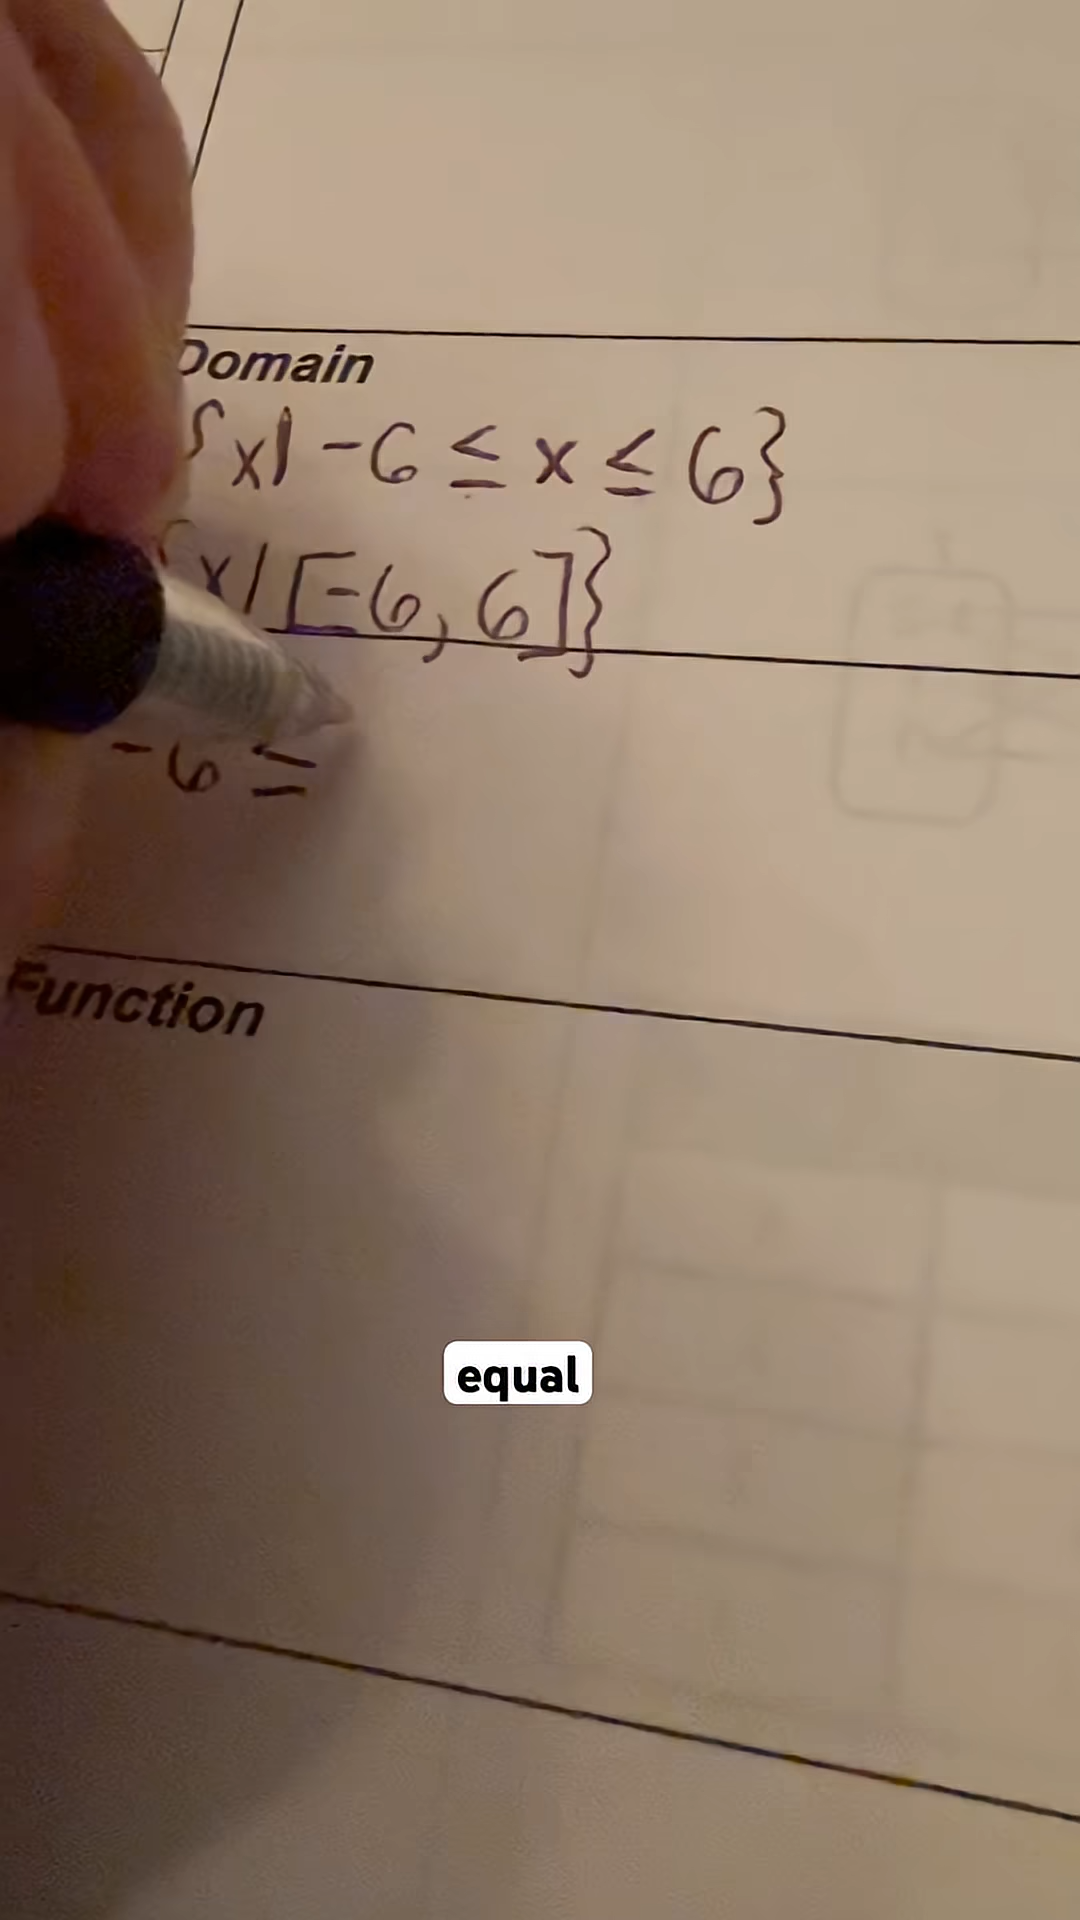 Domain
{x| -6 ≤ x ≤ 6}
{x| [-6, 6]}
-6 ≤
Function
equal